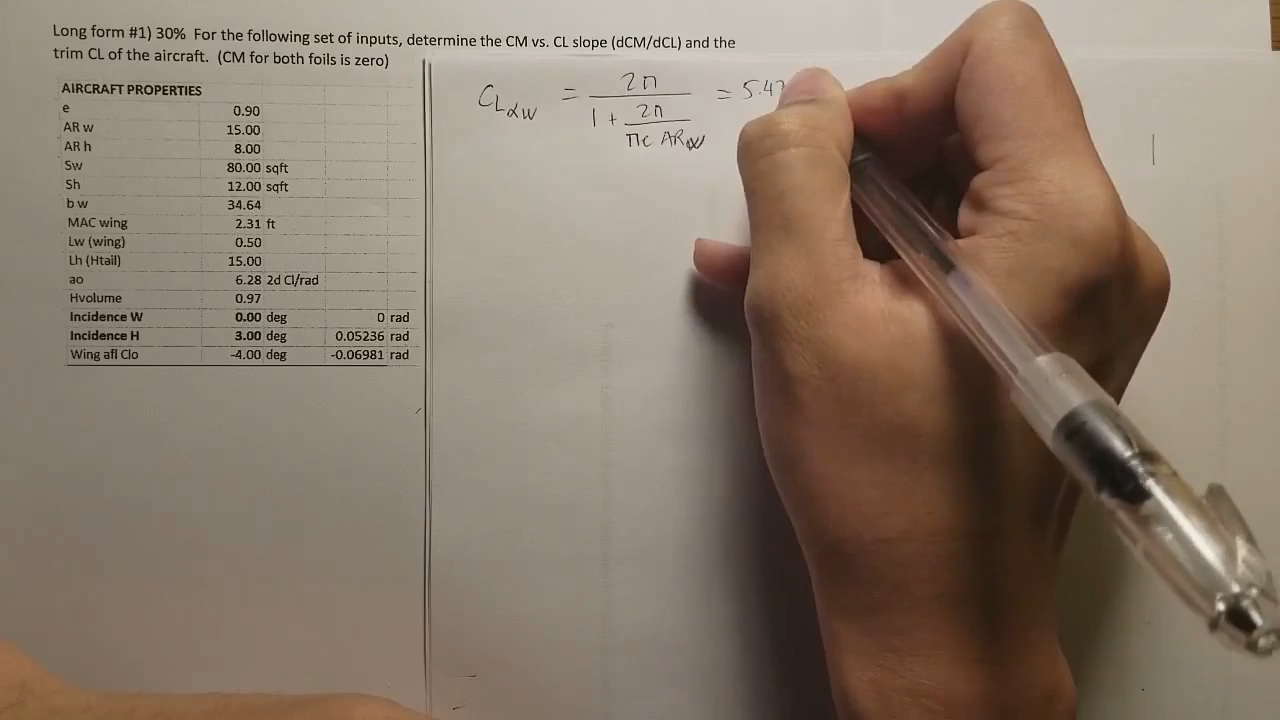 Long form #1) 30% For the following set of inputs, determine the CM vs. CL slope (dCM/dCL) and the
trim CL of the aircraft. (CM for both foils is zero)
AIRCRAFT PROPERTIES
e 0.90
AR w 15.00
AR h 8.00
Sw 80.00 sqft
Sh 12.00 sqft
b w 34.64
MAC wing 2.31 ft
Lw (wing) 0.50
Lh (Htail) 15.00
ao 6.28 2d Cl/rad
Hvolume 0.97
Incidence W 0.00 deg 0 rad
Incidence H 3.00 deg 0.05236 rad
Wing afl Clo -4.00 deg -0.06981 rad
CLαw = 2π / (1 + 2π / (πe ARw)) = 5.47